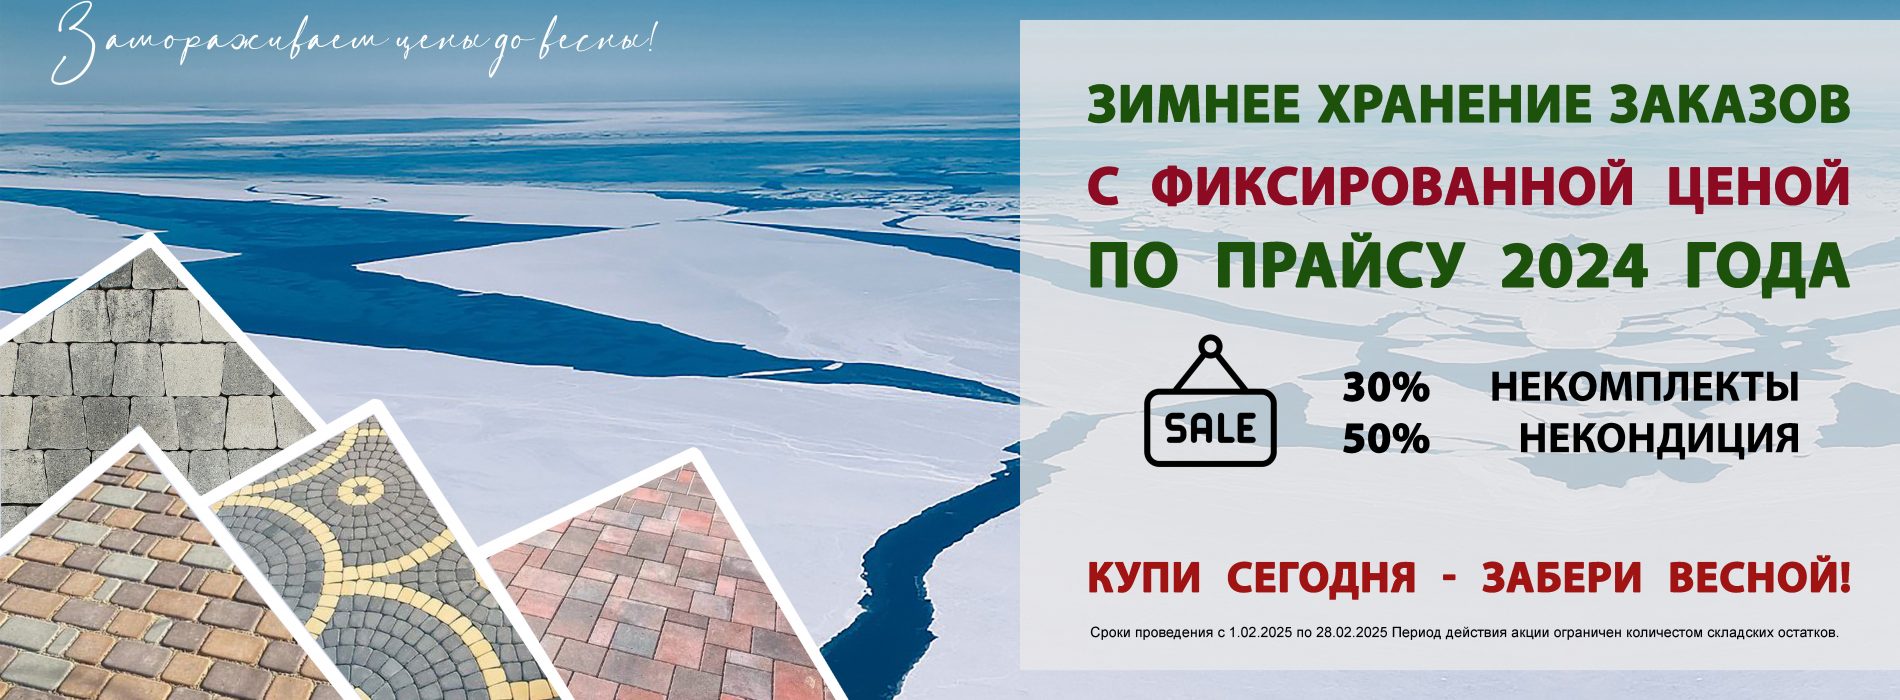 Замораживаем цены до весны!
ЗИМНЕЕ ХРАНЕНИЕ ЗАКАЗОВ
С ФИКСИРОВАННОЙ ЦЕНОЙ
ПО ПРАЙСУ 2024 ГОДА
SALE
30% НЕКОМПЛЕКТЫ
50% НЕКОНДИЦИЯ
КУПИ СЕГОДНЯ - ЗАБЕРИ ВЕСНОЙ!
Сроки проведения с 1.02.2025 по 28.02.2025 Период действия акции ограничен количестом складских остатков.